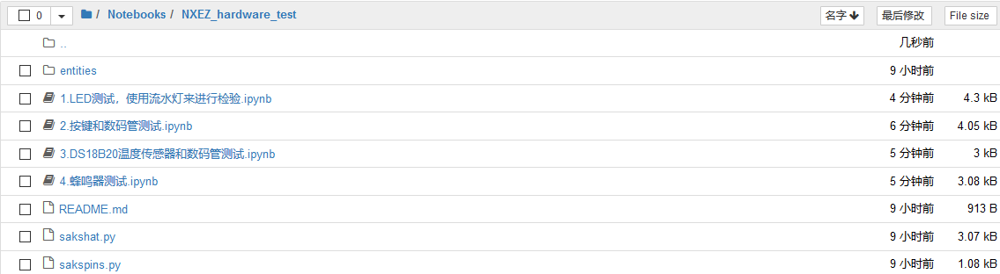 0 / Notebooks / NXEZ_hardware_test 名字 最后修改 File size
.. 几秒前
entities 9 小时前
1.LED测试，使用流水灯来进行检验.ipynb 4 分钟前 4.3 kB
2.按键和数码管测试.ipynb 6 分钟前 4.05 kB
3.DS18B20温度传感器和数码管测试.ipynb 5 分钟前 3 kB
4.蜂鸣器测试.ipynb 5 分钟前 3.08 kB
README.md 9 小时前 913 B
sakshat.py 9 小时前 3.07 kB
sakspins.py 9 小时前 1.08 kB